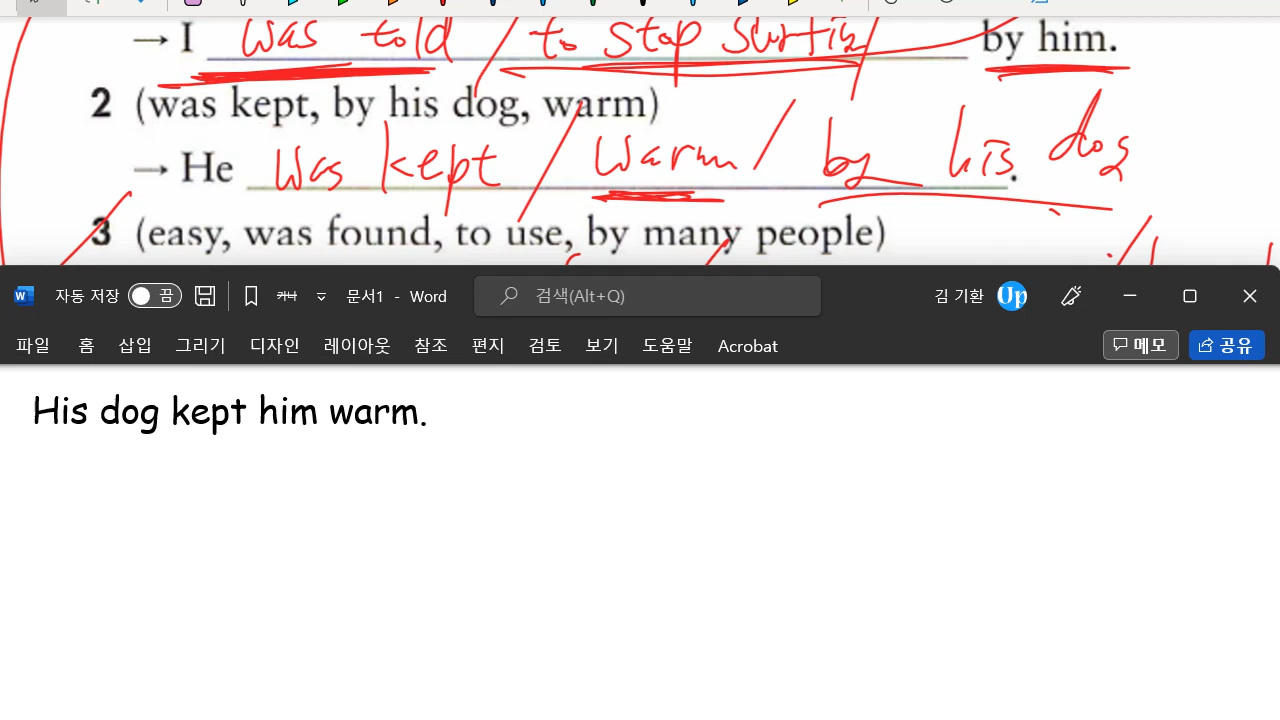 → I was told / to stop surfing / by him.
2 (was kept, by his dog, warm)
→ He was kept / warm / by his dog.
3 (easy, was found, to use, by many people)
자동 저장 끔 가나 문서1 - Word 검색(Alt+Q) 김 기환 Up
파일 홈 삽입 그리기 디자인 레이아웃 참조 편지 검토 보기 도움말 Acrobat 메모 공유
His dog kept him warm.